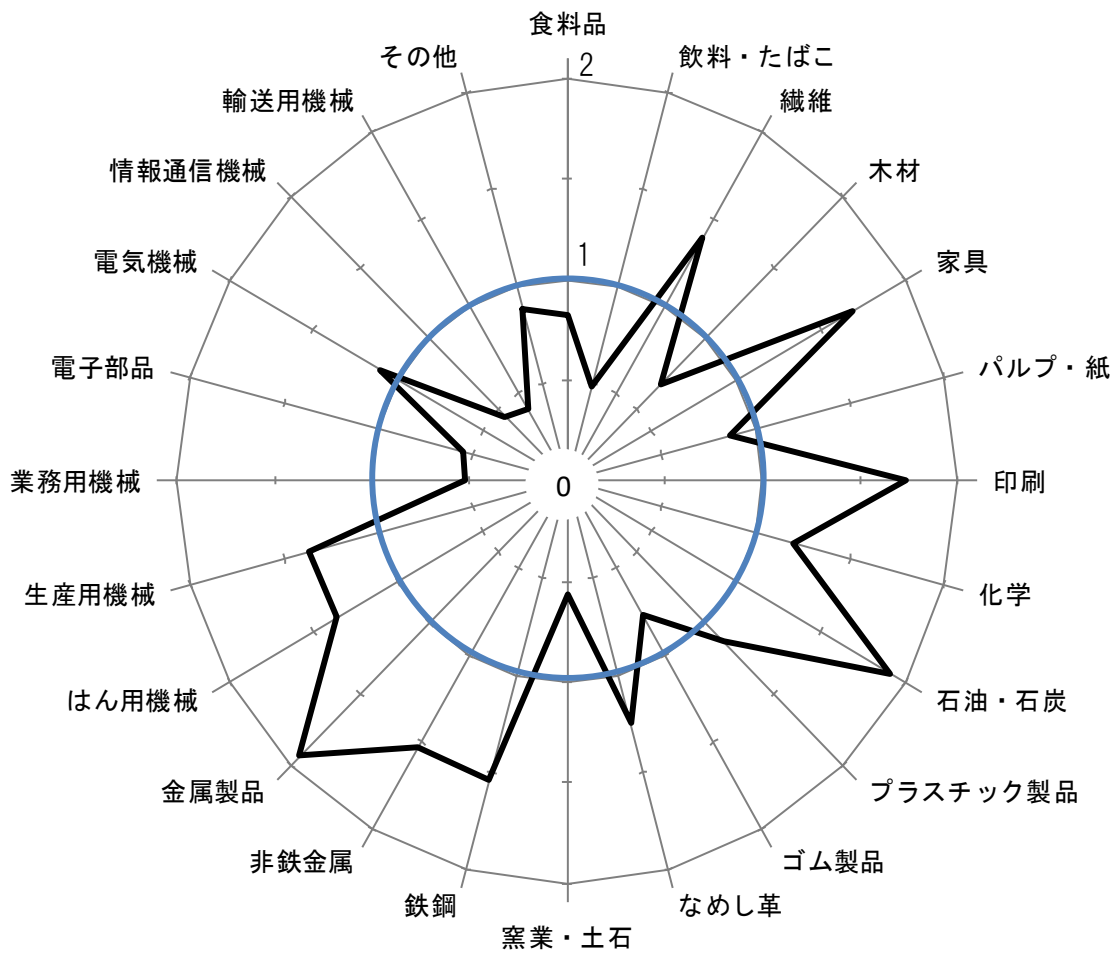 食料品
2
飲料・たばこ
繊維
木材
家具
パルプ・紙
印刷
化学
石油・石炭
プラスチック製品
ゴム製品
なめし革
窯業・土石
鉄鋼
非鉄金属
金属製品
はん用機械
生産用機械
業務用機械
電子部品
電気機械
情報通信機械
輸送用機械
その他
1
0